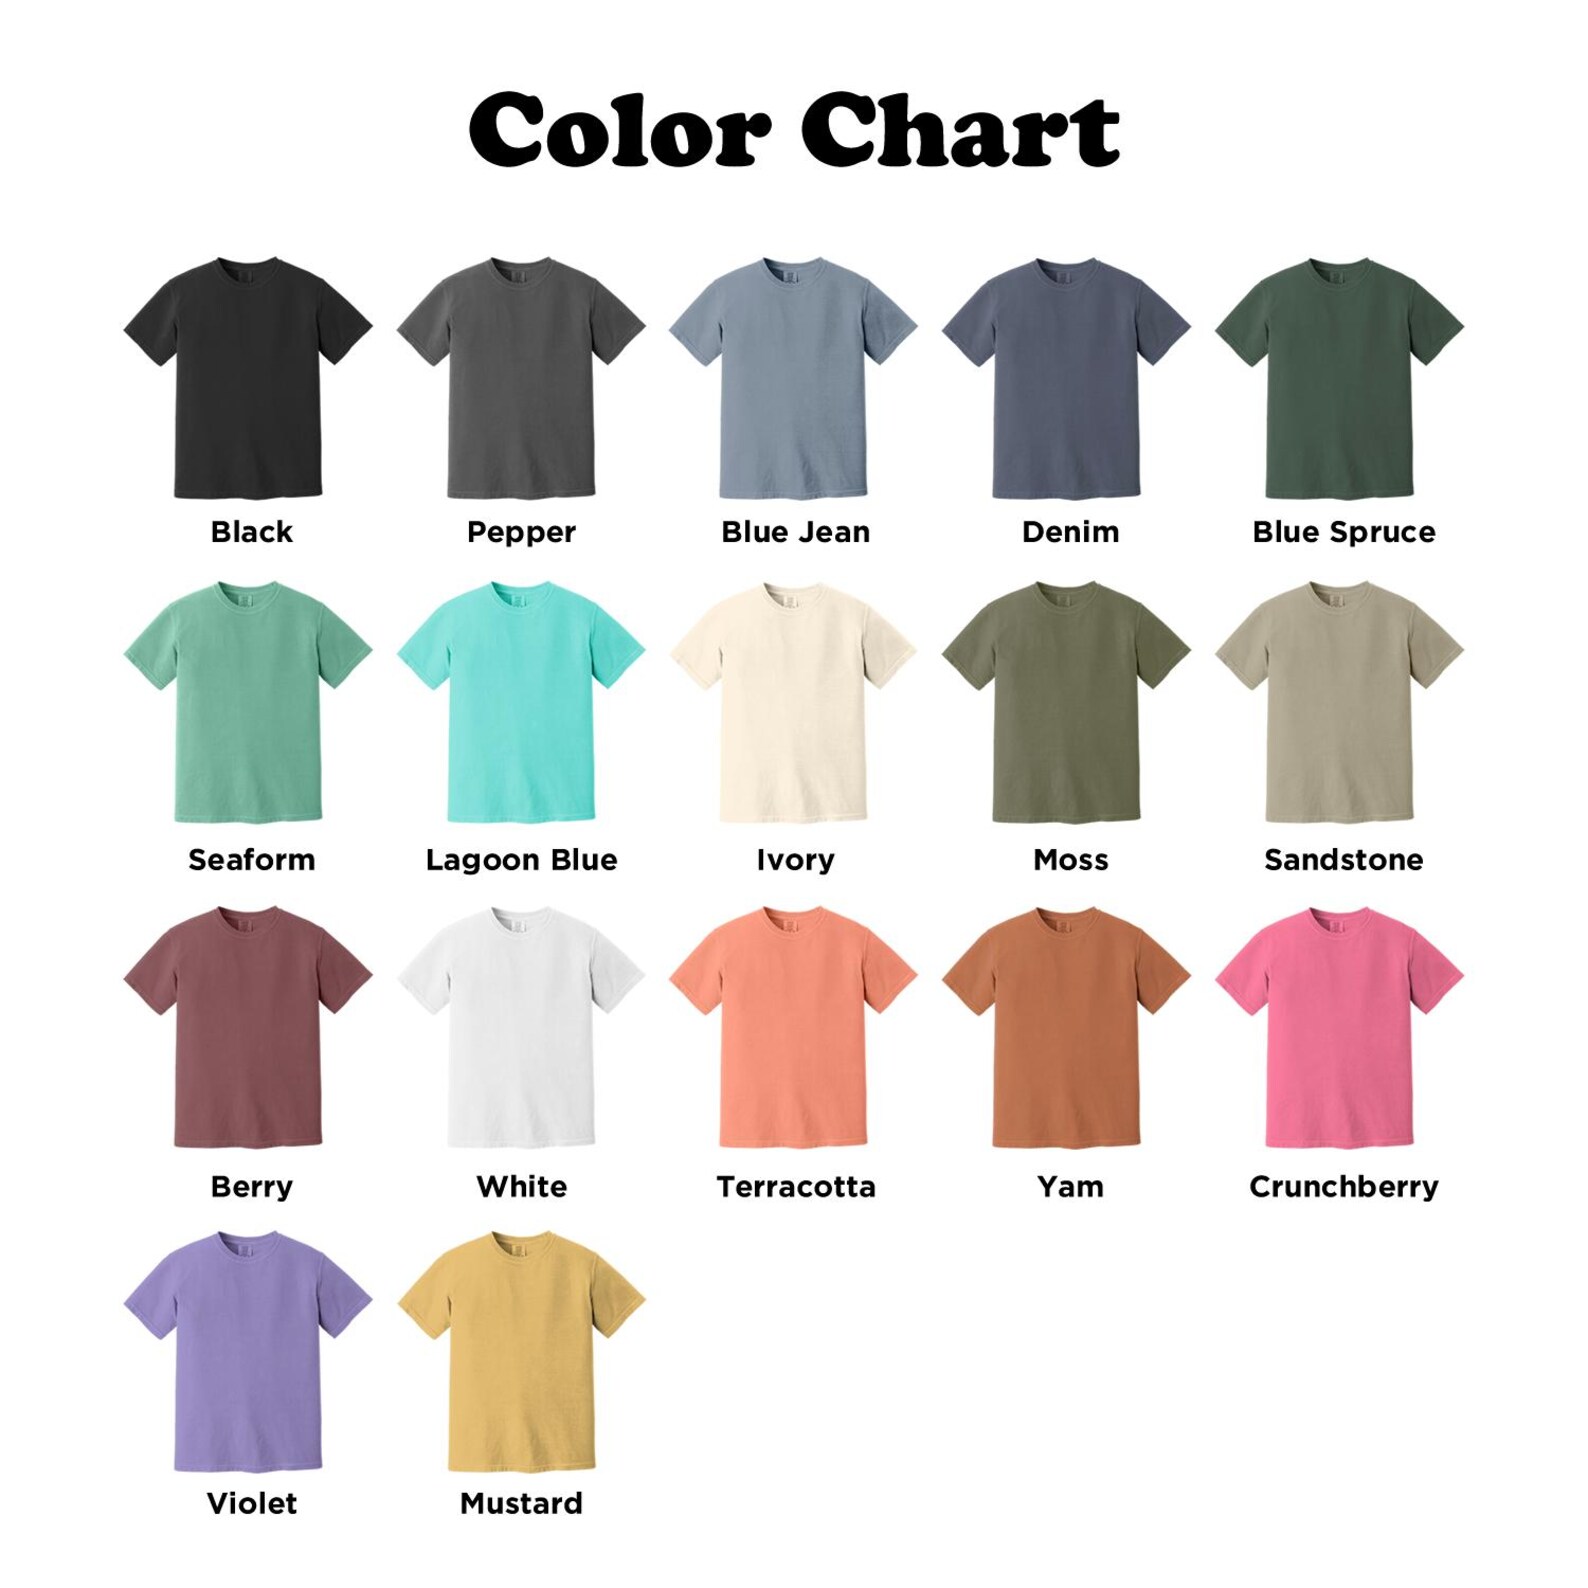 Color Chart
Black
Pepper
Blue Jean
Denim
Blue Spruce
Seaform
Lagoon Blue
Ivory
Moss
Sandstone
Berry
White
Terracotta
Yam
Crunchberry
Violet
Mustard